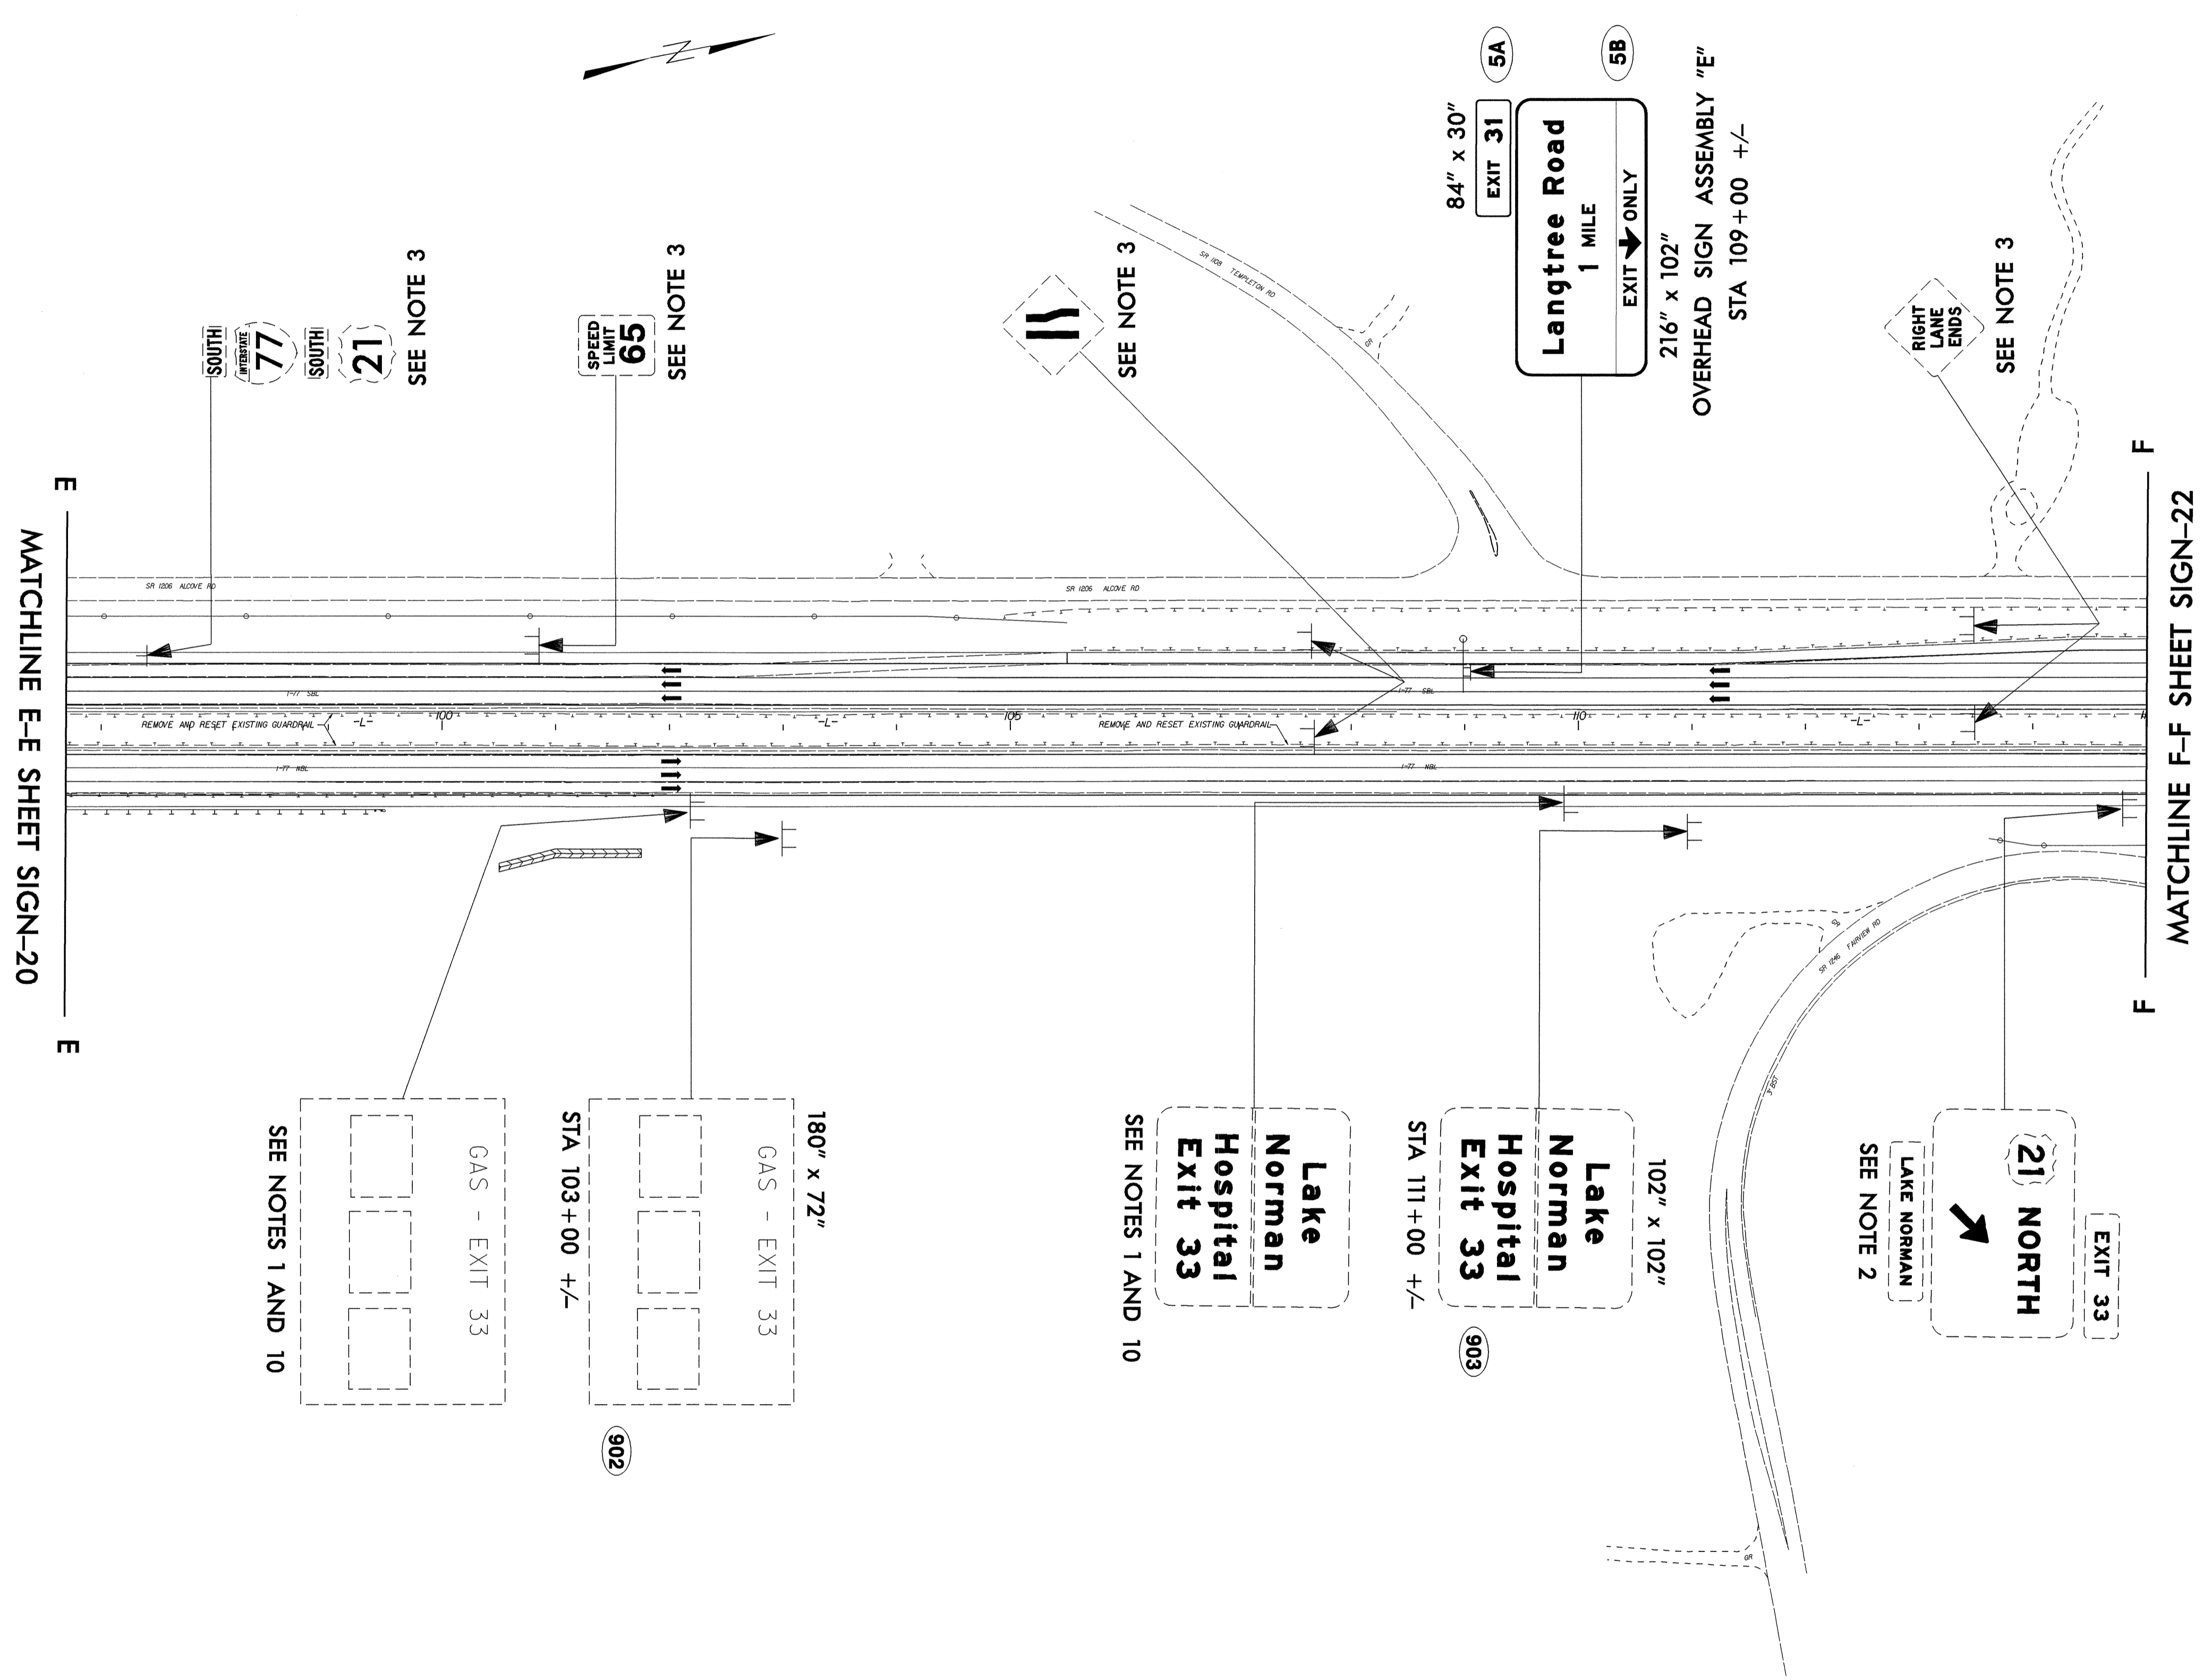 N
5A
5B
84" x 30"
EXIT 31
Langtree Road
1 MILE
EXIT ONLY
216" x 102"
OVERHEAD SIGN ASSEMBLY "E"
STA 109+00 +/-
SOUTH
INTERSTATE
77
SOUTH
21
SEE NOTE 3
SPEED
LIMIT
65
SEE NOTE 3
SEE NOTE 3
RIGHT
LANE
ENDS
SEE NOTE 3
SR 1108 TEMPLETON RD
GR
E
MATCHLINE E-E SHEET SIGN-20
E
F
MATCHLINE F-F SHEET SIGN-22
F
SR 1206 ALCOVE RD
SR 1206 ALCOVE RD
I-77 SBL
I-77 SBL
REMOVE AND RESET EXISTING GUARDRAIL
-L-
100
-L-
105
REMOVE AND RESET EXISTING GUARDRAIL
110
-L-
I-77 NBL
I-77 NBL
GR
SR 1246 FAIRVIEW RD
3' BST
GR
GAS - EXIT 33
SEE NOTES 1 AND 10
180" x 72"
GAS - EXIT 33
STA 103+00 +/-
902
Lake
Norman
Hospital
Exit 33
SEE NOTES 1 AND 10
102" x 102"
Lake
Norman
Hospital
Exit 33
STA 111+00 +/-
903
EXIT 33
21 NORTH
LAKE NORMAN
SEE NOTE 2